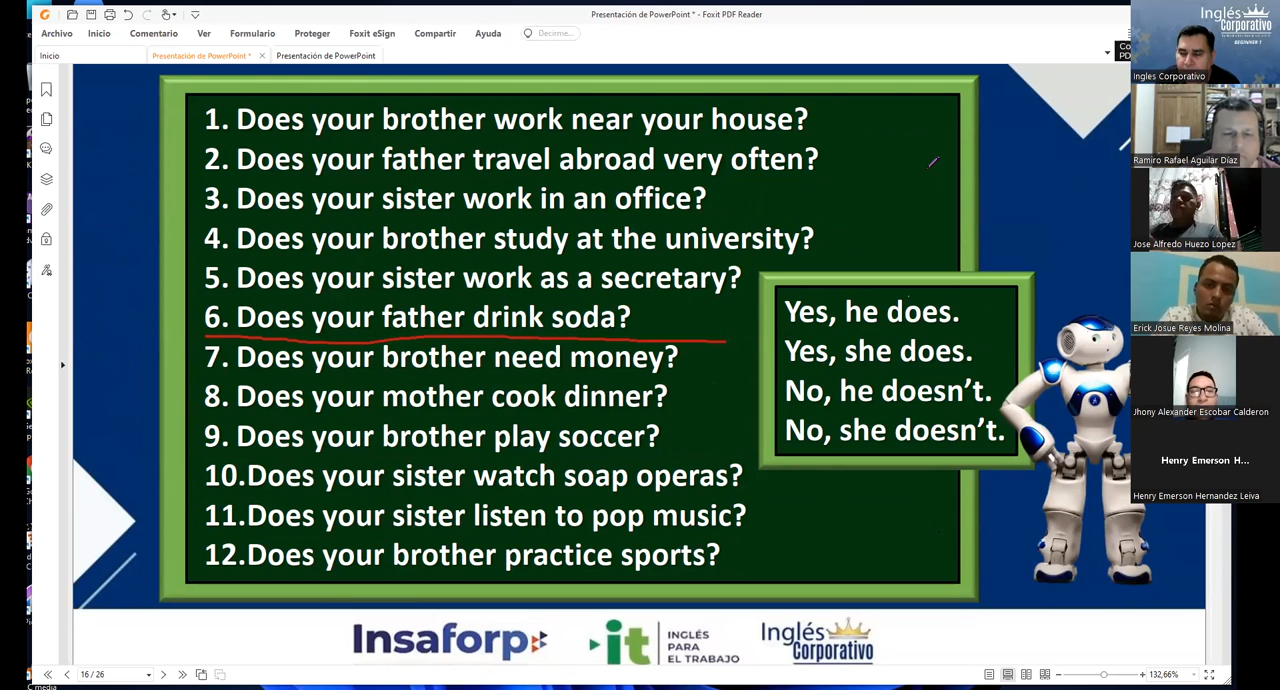 Presentación de PowerPoint * - Foxit PDF Reader
Archivo Inicio Comentario Ver Formulario Proteger Foxit eSign Compartir Ayuda Decirme...
Inicio Presentación de PowerPoint * Presentación de PowerPoint
1. Does your brother work near your house?
2. Does your father travel abroad very often?
3. Does your sister work in an office?
4. Does your brother study at the university?
5. Does your sister work as a secretary?
6. Does your father drink soda?
7. Does your brother need money?
8. Does your mother cook dinner?
9. Does your brother play soccer?
10.Does your sister watch soap operas?
11.Does your sister listen to pop music?
12.Does your brother practice sports?
Yes, he does.
Yes, she does.
No, he doesn't.
No, she doesn't.
Insaforp
it
INGLÉS
PARA
EL TRABAJO
Inglés
Corporativo
16 / 26
132,66%
C media
Inglés
Corporativo
BEGINNER 1
Ingles Corporativo
Ramiro Rafael Aguilar Díaz
Jose Alfredo Huezo Lopez
Erick Josue Reyes Molina
Jhony Alexander Escobar Calderon
Henry Emerson H...
Henry Emerson Hernandez Leiva